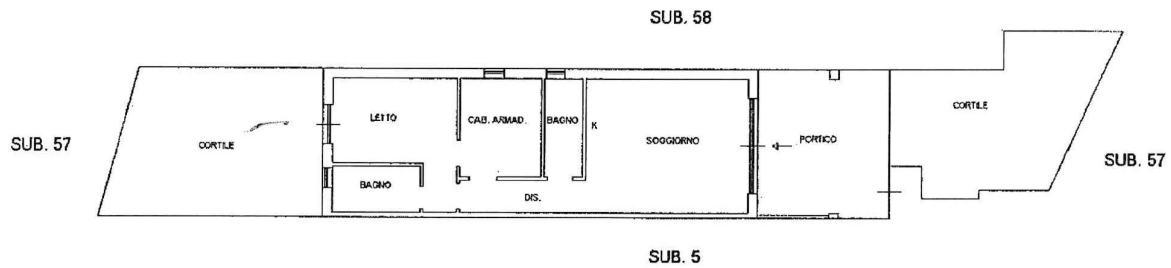 SUB. 58
CORTILE
LETTO
CAB. ARMAD.
BAGNO
K
SOGGIORNO
PORTICO
CORTILE
SUB. 57
SUB. 57
BAGNO
DIS.
SUB. 5